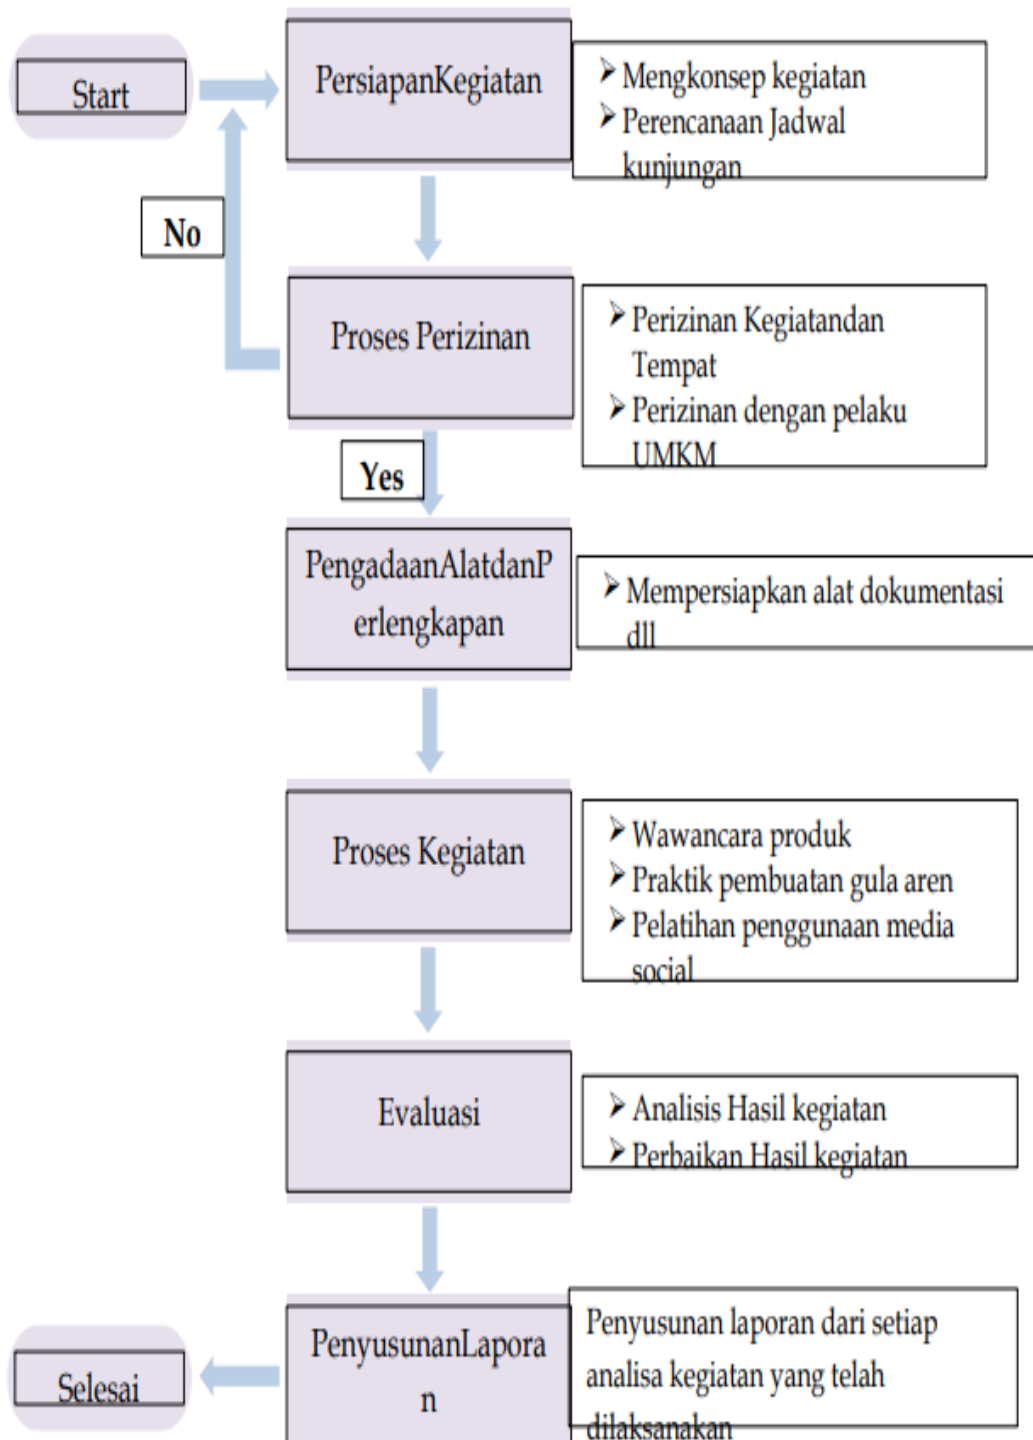 Start
PersiapanKegiatan
➢ Mengkonsep kegiatan
➢ Perencanaan Jadwal
kunjungan
No
Proses Perizinan
➢ Perizinan Kegiatandan
Tempat
➢ Perizinan dengan pelaku
UMKM
Yes
PengadaanAlatdanP
erlengkapan
➢ Mempersiapkan alat dokumentasi
dll
Proses Kegiatan
➢ Wawancara produk
➢ Praktik pembuatan gula aren
➢ Pelatihan penggunaan media
social
Evaluasi
➢ Analisis Hasil kegiatan
➢ Perbaikan Hasil kegiatan
Selesai
PenyusunanLapora
n
Penyusunan laporan dari setiap
analisa kegiatan yang telah
dilaksanakan